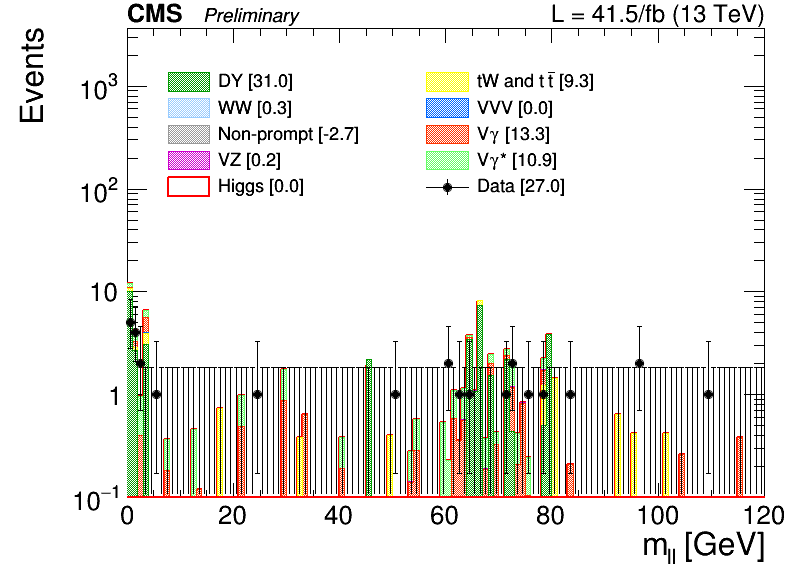 CMS Preliminary L = 41.5/fb (13 TeV)
Events
DY [31.0]
WW [0.3]
Non-prompt [-2.7]
VZ [0.2]
Higgs [0.0]
tW and tt̅ [9.3]
VVV [0.0]
Vγ [13.3]
Vγ* [10.9]
Data [27.0]
10³
10²
10
1
10⁻¹
0 20 40 60 80 100 120
m_ll [GeV]